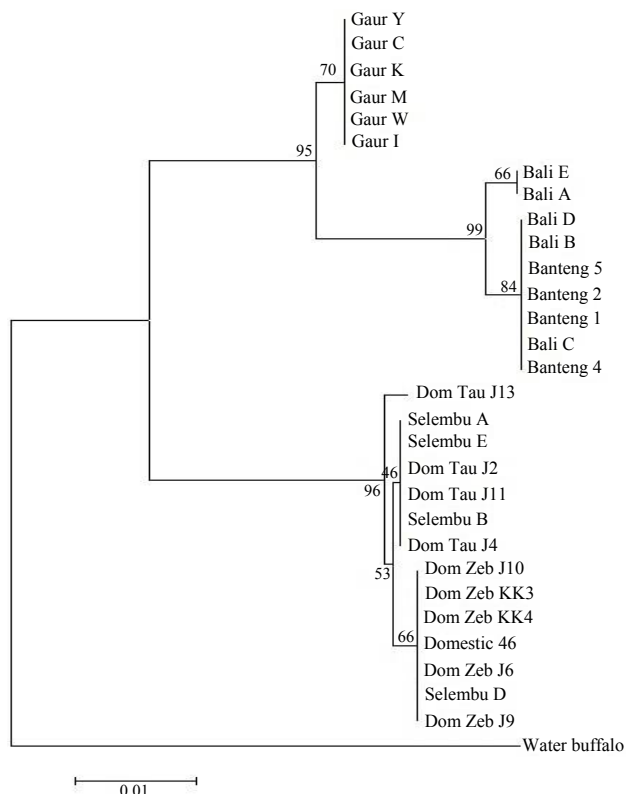 Gaur Y
Gaur C
70
Gaur K
Gaur M
Gaur W
Gaur I
95
66
Bali E
Bali A
Bali D
99
Bali B
Banteng 5
84
Banteng 2
Banteng 1
Bali C
Banteng 4
Dom Tau J13
Selembu A
Selembu E
46
Dom Tau J2
96
Dom Tau J11
Selembu B
Dom Tau J4
53
Dom Zeb J10
Dom Zeb KK3
Dom Zeb KK4
66
Domestic 46
Dom Zeb J6
Selembu D
Dom Zeb J9
Water buffalo
0.01